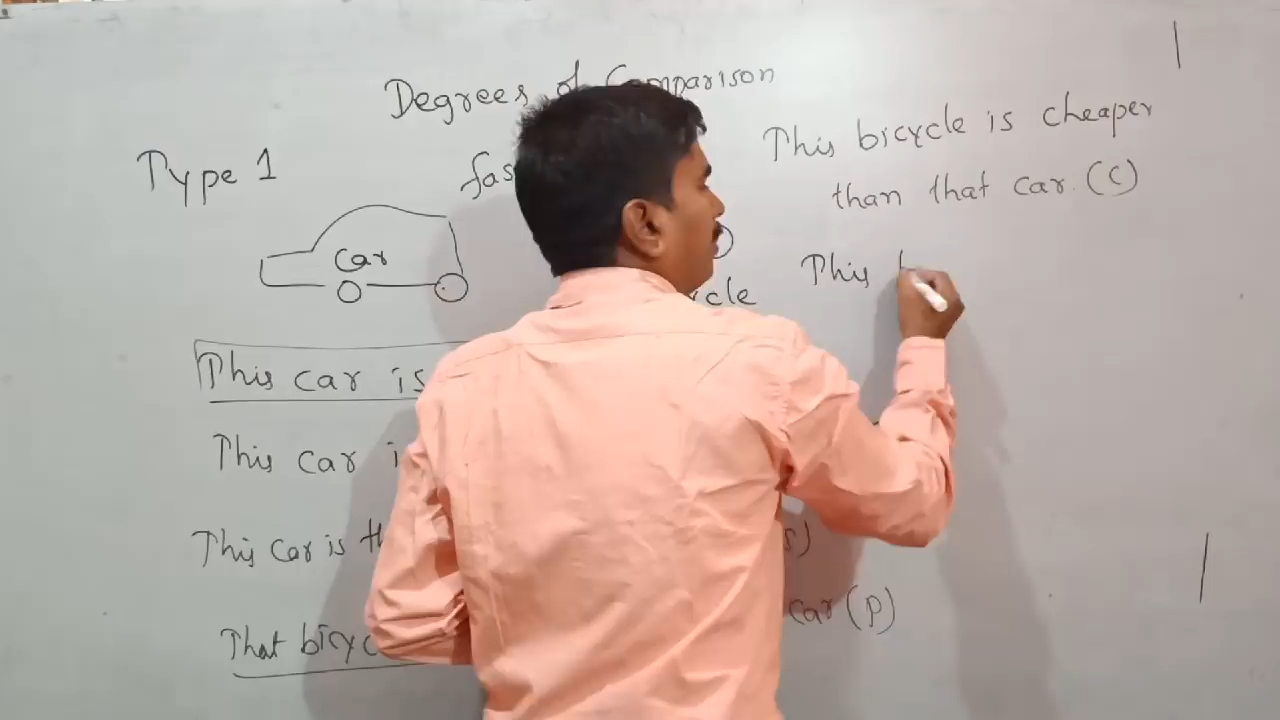 Degrees of Comparison
Type 1
fas
Car
cle
This car is
This car i
This car is th
s)
That bicyc
car (P)
This bicycle is cheaper
than that car. (C)
This b